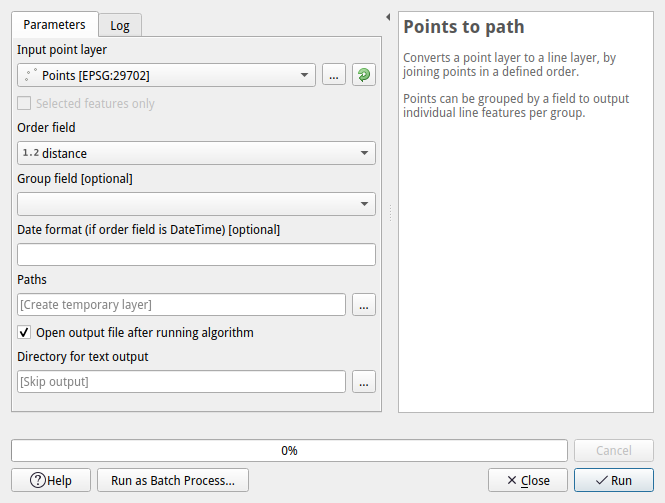 Parameters
Log
Input point layer
Points [EPSG:29702]
...
Selected features only
Order field
1.2 distance
Group field [optional]
Date format (if order field is DateTime) [optional]
Paths
[Create temporary layer]
...
Open output file after running algorithm
Directory for text output
[Skip output]
...
Points to path
Converts a point layer to a line layer, by
joining points in a defined order.
Points can be grouped by a field to output
individual line features per group.
0%
Cancel
Help
Run as Batch Process...
Close
Run